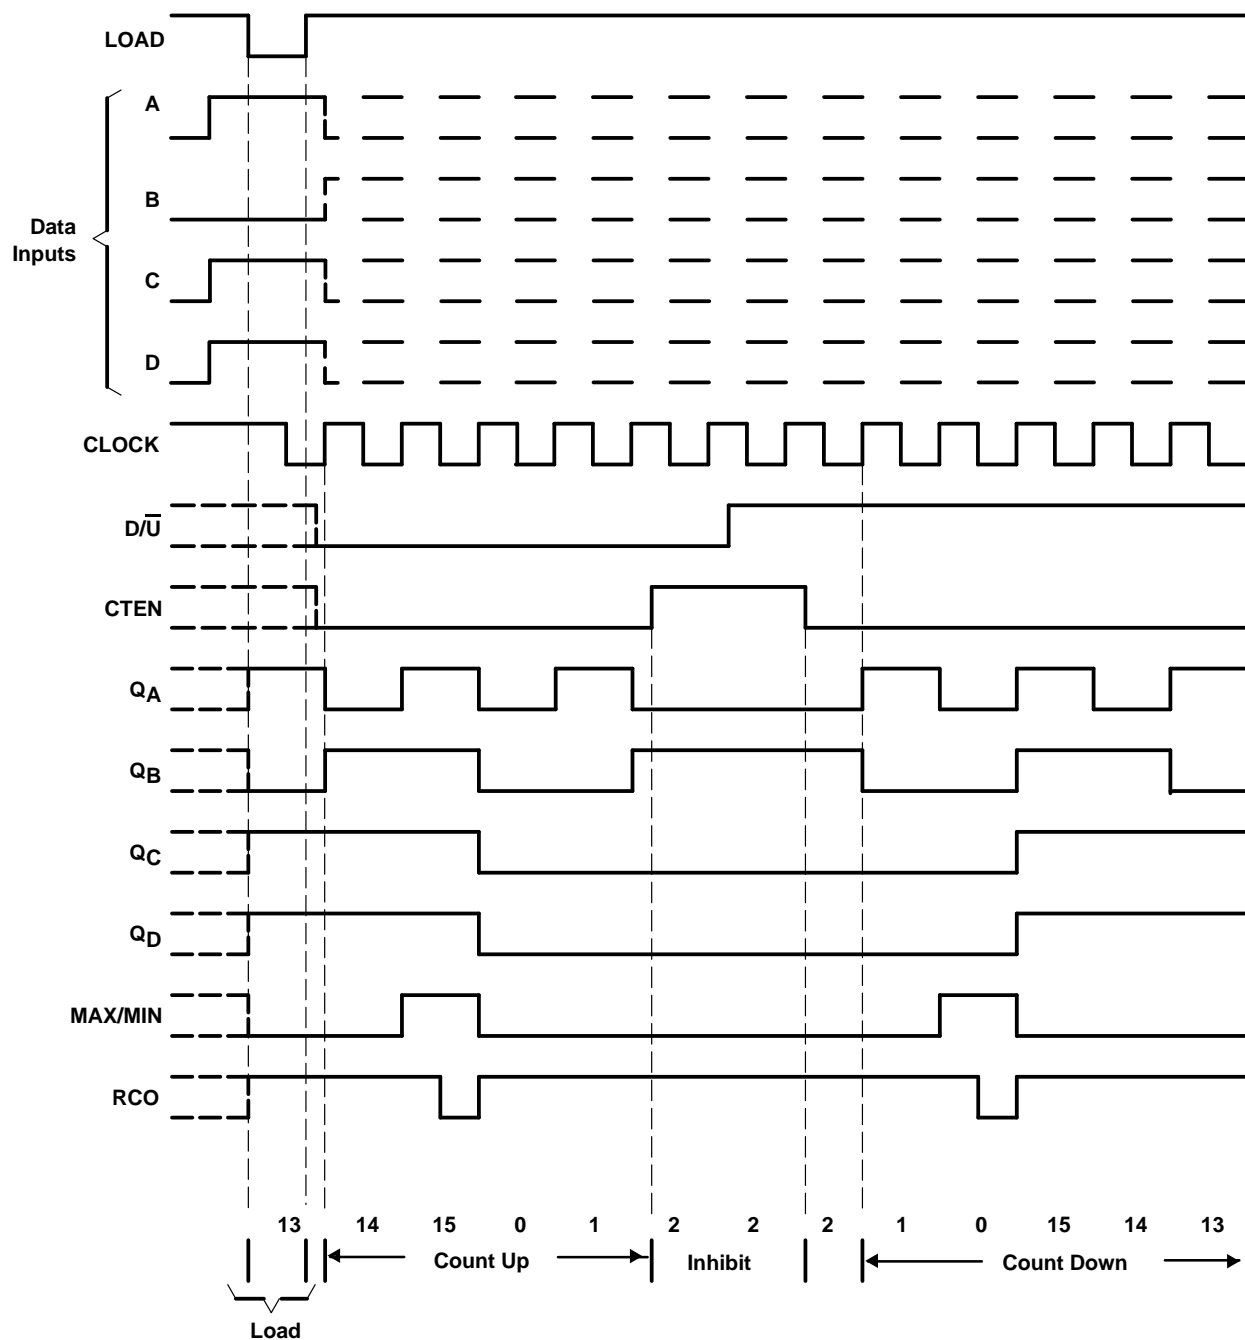 LOAD
A
B
Data
Inputs
C
D
CLOCK
D/U̅
CTEN
QA
QB
QC
QD
MAX/MIN
RCO
13 14 15 0 1 2 2 2 1 0 15 14 13
Count Up Inhibit Count Down
Load